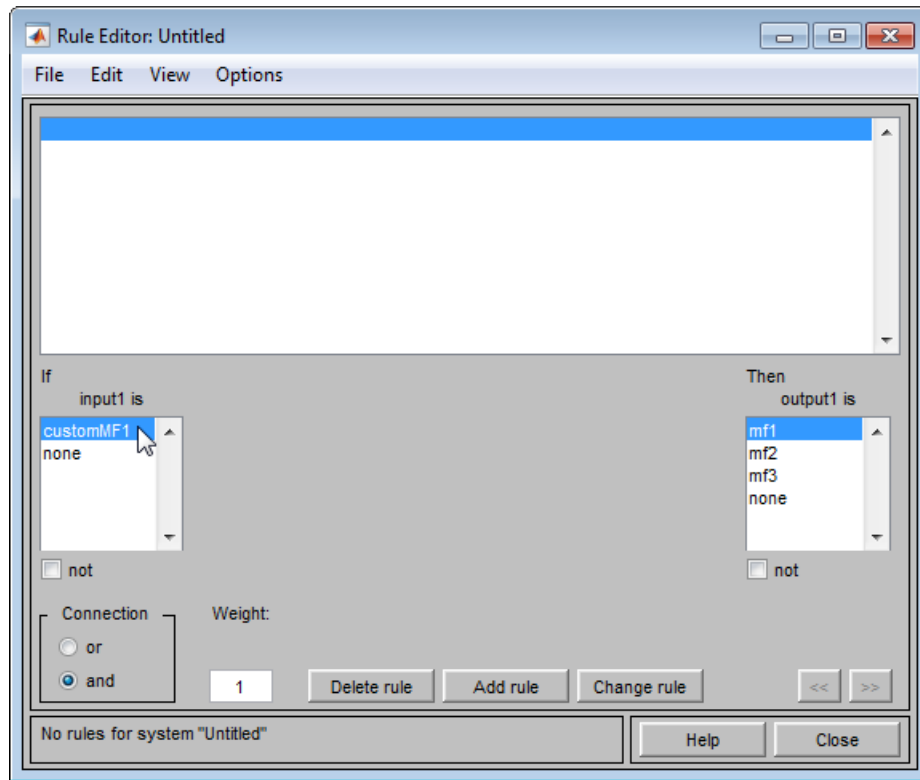 Rule Editor: Untitled
File Edit View Options
If
input1 is
customMF1
none
not
Then
output1 is
mf1
mf2
mf3
none
not
Connection
or
and
Weight:
1
Delete rule
Add rule
Change rule
<<
>>
No rules for system "Untitled"
Help
Close